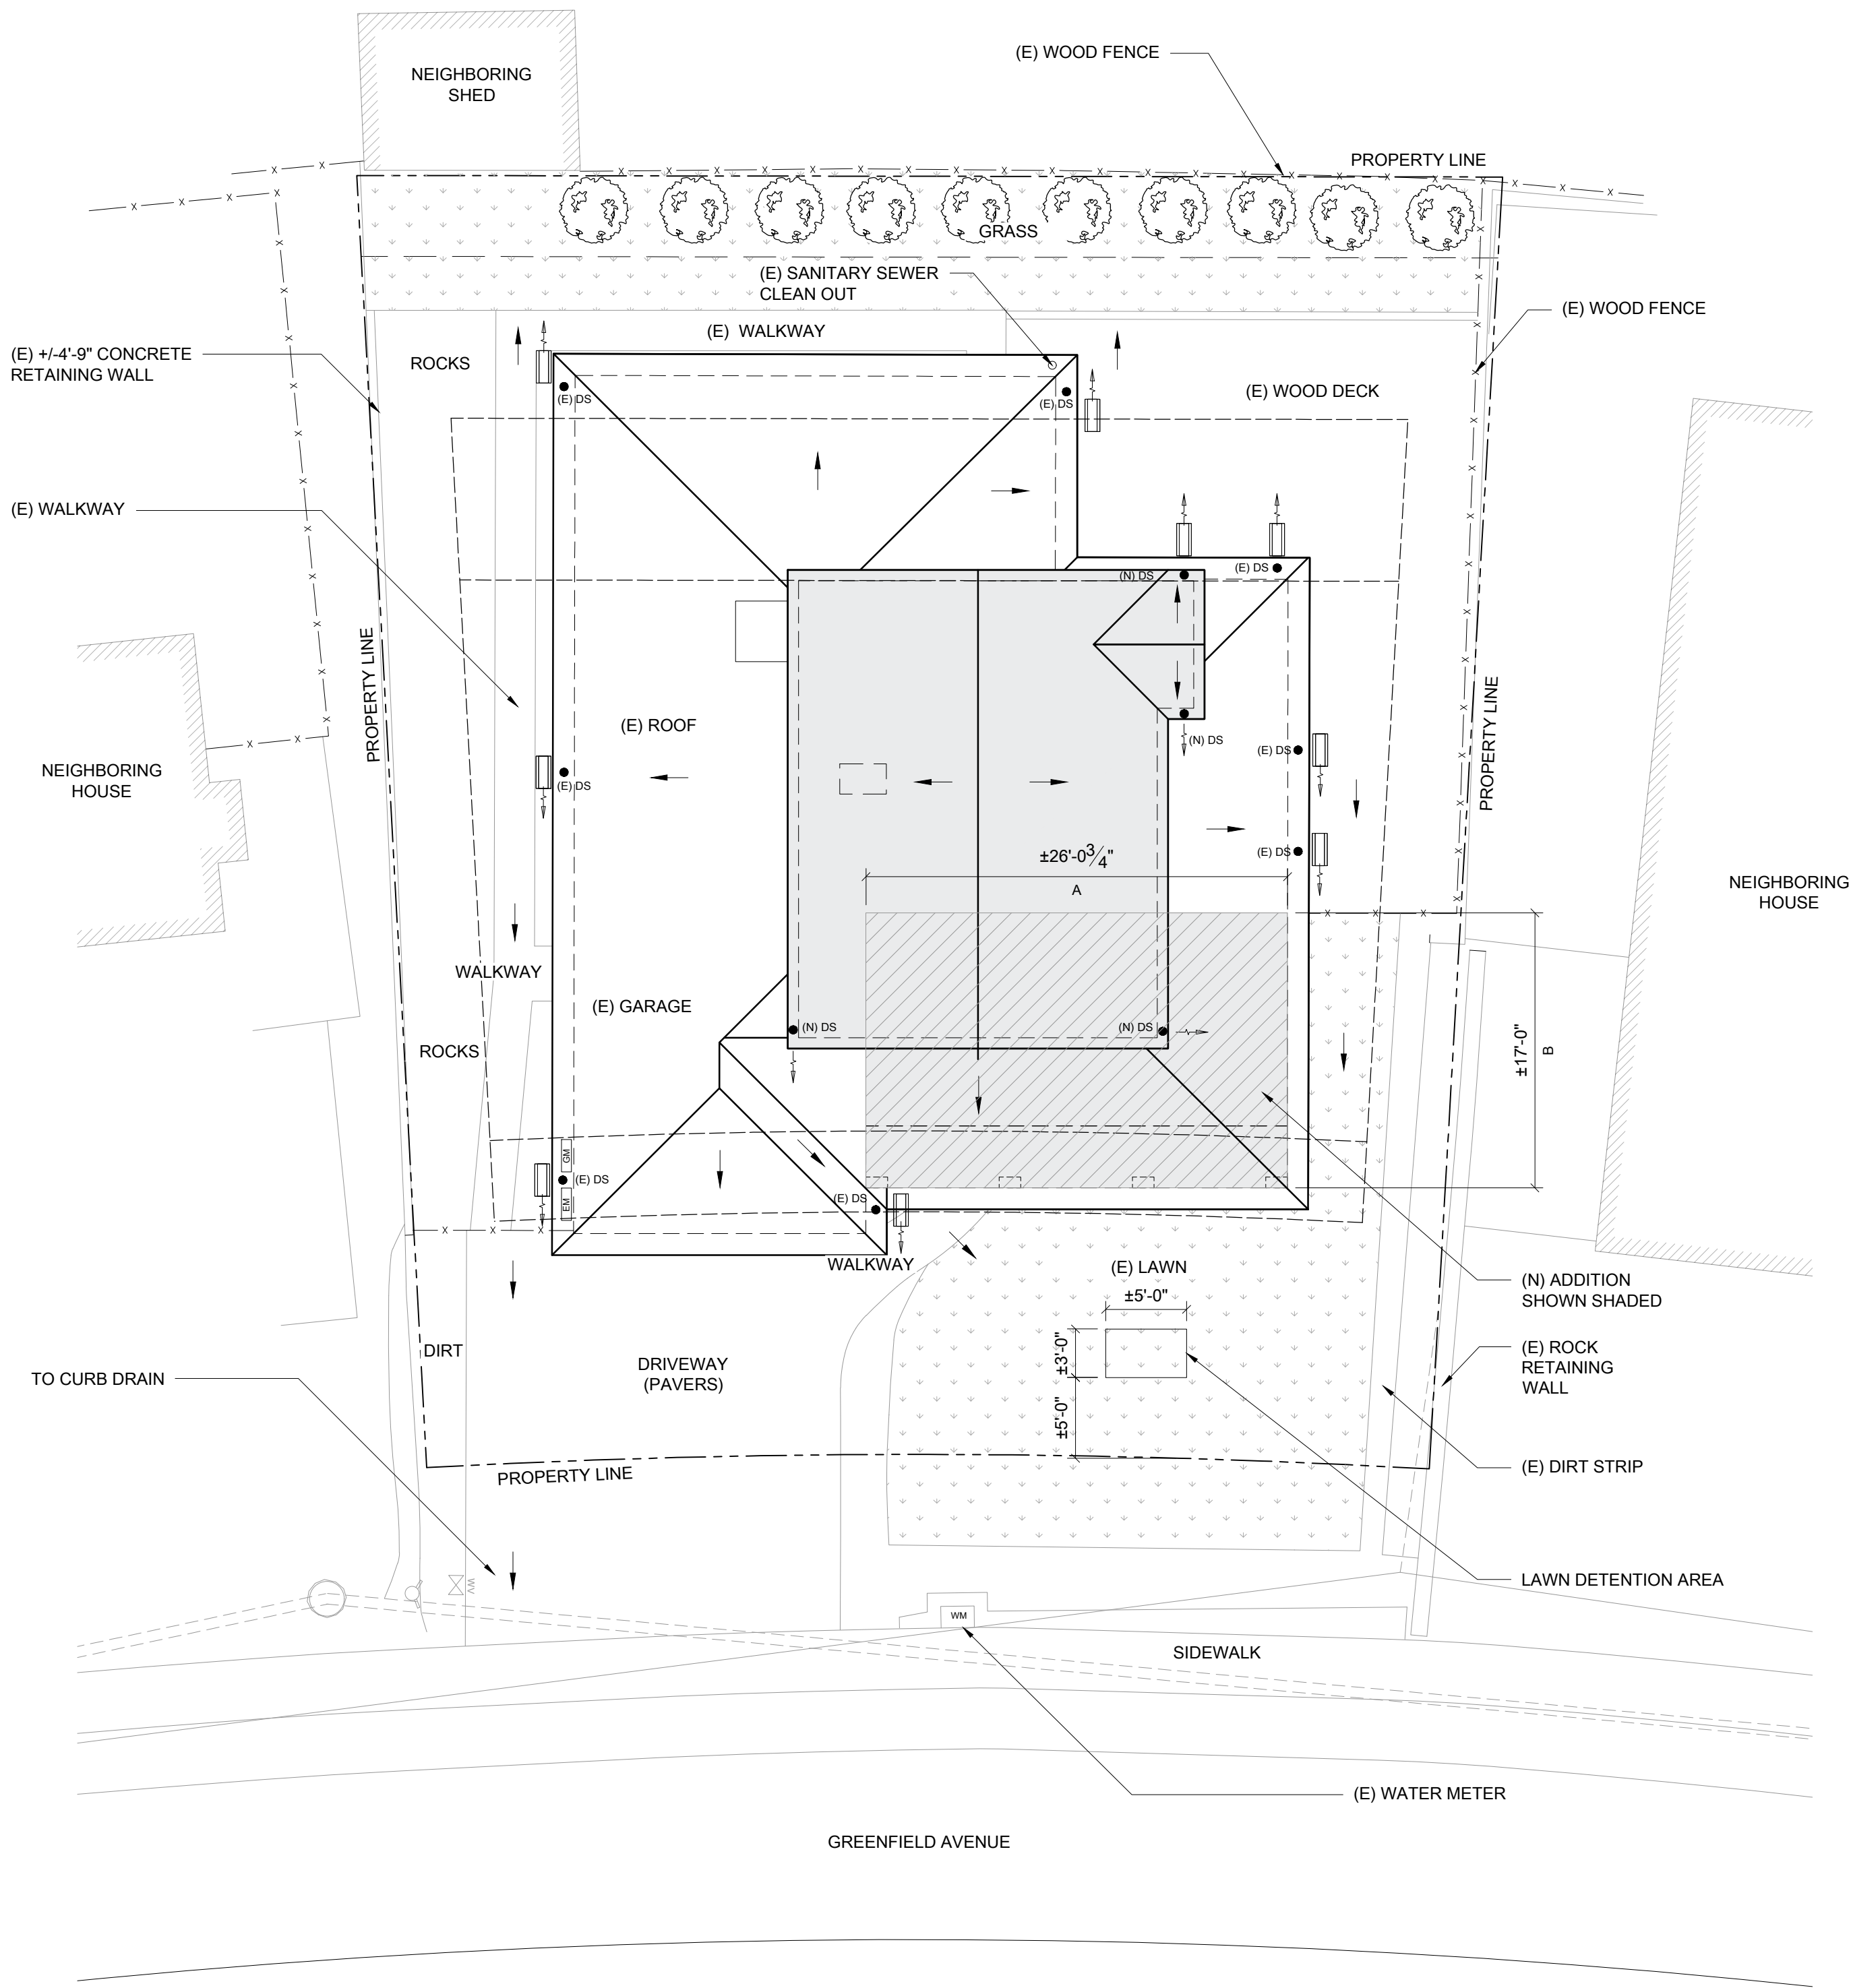 (E) WOOD FENCE
NEIGHBORING
SHED
PROPERTY LINE
GRASS
(E) SANITARY SEWER
CLEAN OUT
(E) WOOD FENCE
(E) WALKWAY
(E) +/-4'-9" CONCRETE
RETAINING WALL
ROCKS
(E) WOOD DECK
(E) DS
(E) DS
(E) WALKWAY
(N) DS
(E) DS
PROPERTY LINE
PROPERTY LINE
(E) ROOF
(N) DS
(E) DS
NEIGHBORING
HOUSE
(E) DS
±26'-0 3/4"
A
(E) DS
NEIGHBORING
HOUSE
WALKWAY
(E) GARAGE
(N) DS
(N) DS
ROCKS
±17'-0"
B
GM
(E) DS
EM
(E) DS
WALKWAY
(E) LAWN
±5'-0"
(N) ADDITION
SHOWN SHADED
DIRT
DRIVEWAY
(PAVERS)
±3'-0"
(E) ROCK
RETAINING
WALL
TO CURB DRAIN
±5'-0"
PROPERTY LINE
(E) DIRT STRIP
LAWN DETENTION AREA
WV
WM
SIDEWALK
(E) WATER METER
GREENFIELD AVENUE